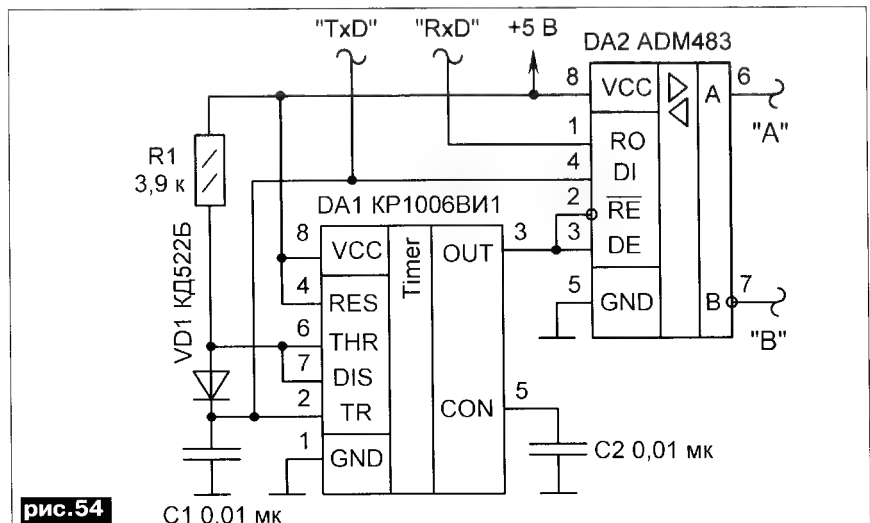 "TxD" "RxD" +5 В
DA2 ADM483
8 VCC A 6
"A"
1 RO
4 DI
2 RE
3 DE
5 GND B 7
"B"
R1
3,9 к
DA1 КР1006ВИ1
8 VCC Timer OUT 3
4 RES
6 THR
7 DIS
2 TR CON 5
1 GND
VD1 КД522Б
C2 0,01 мк
рис.54
C1 0,01 мк